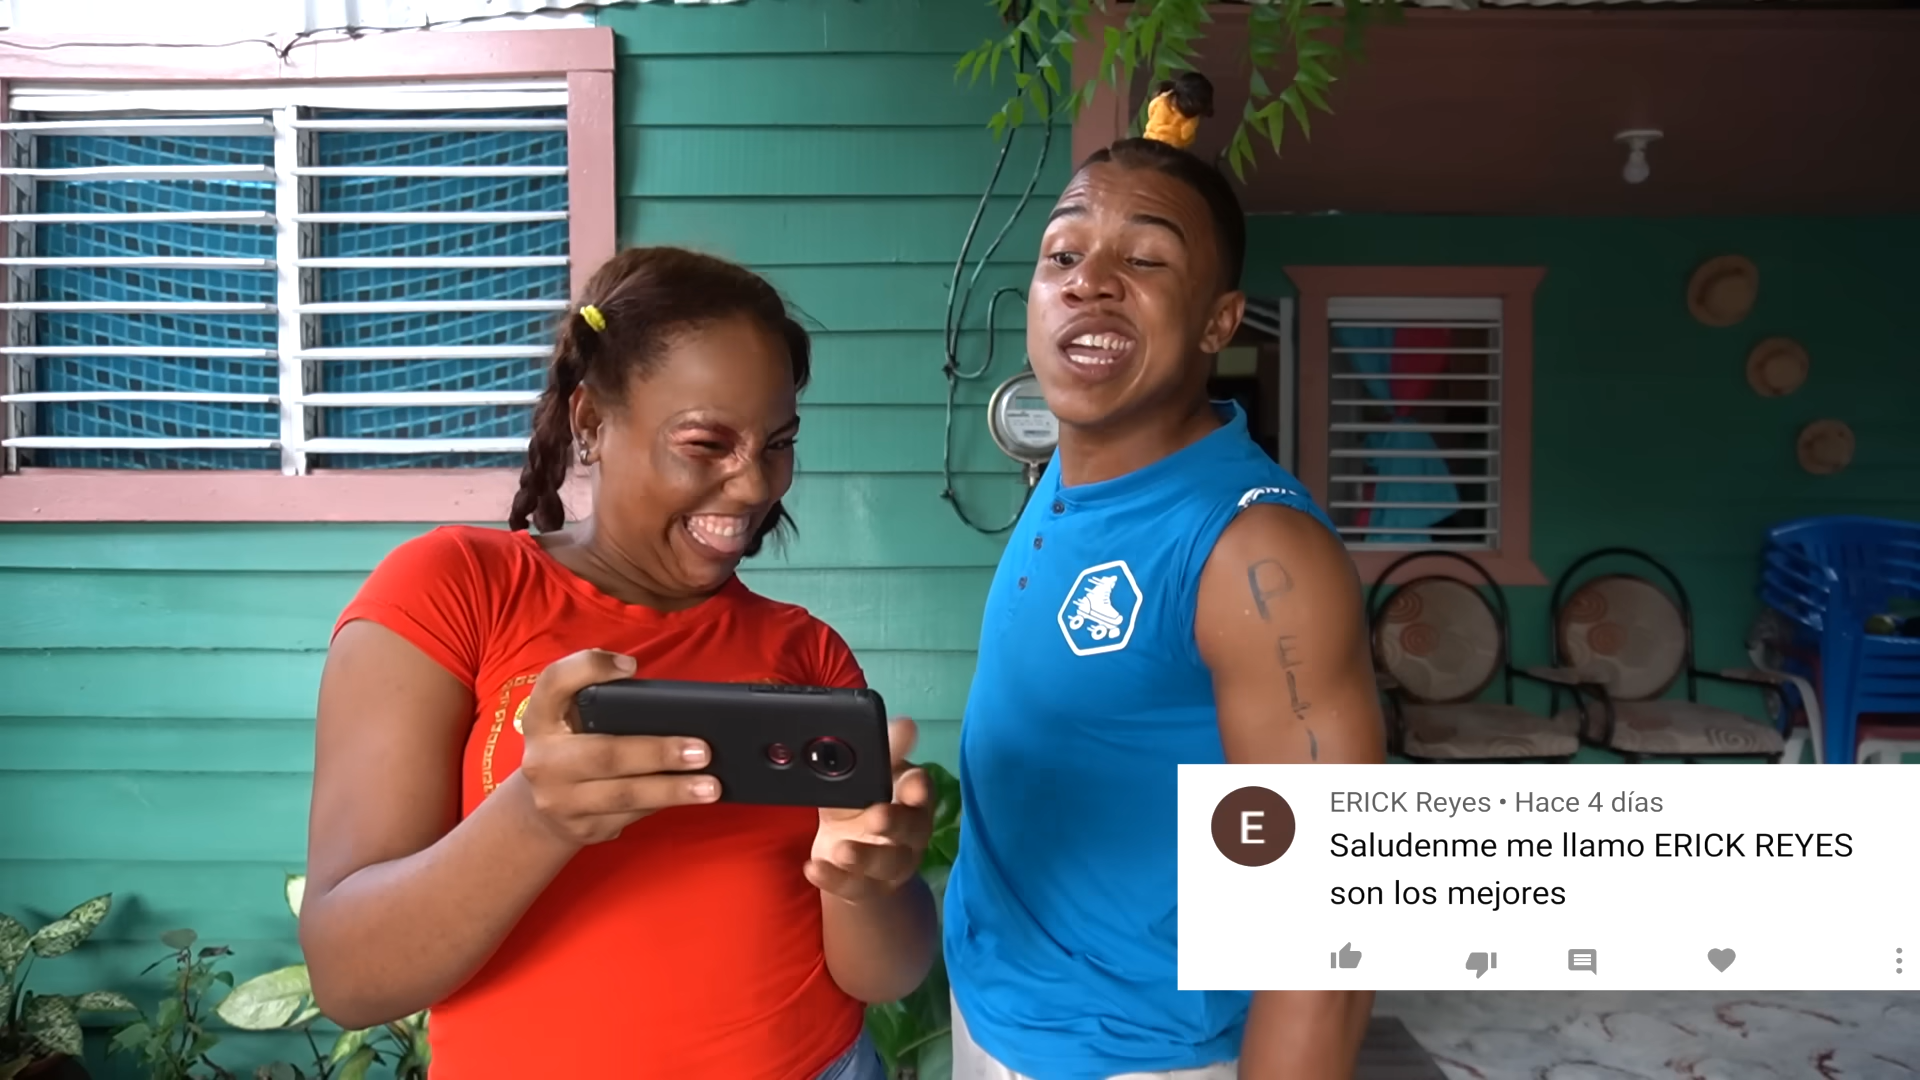 ERICK Reyes • Hace 4 días
E
Saludenme me llamo ERICK REYES
son los mejores